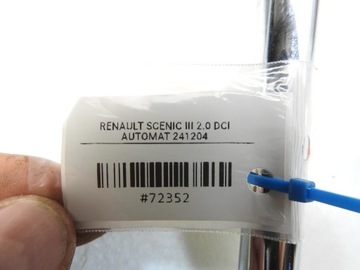 RENAULT SCENIC III 2.0 DCI
AUTOMAT 241204
#72352